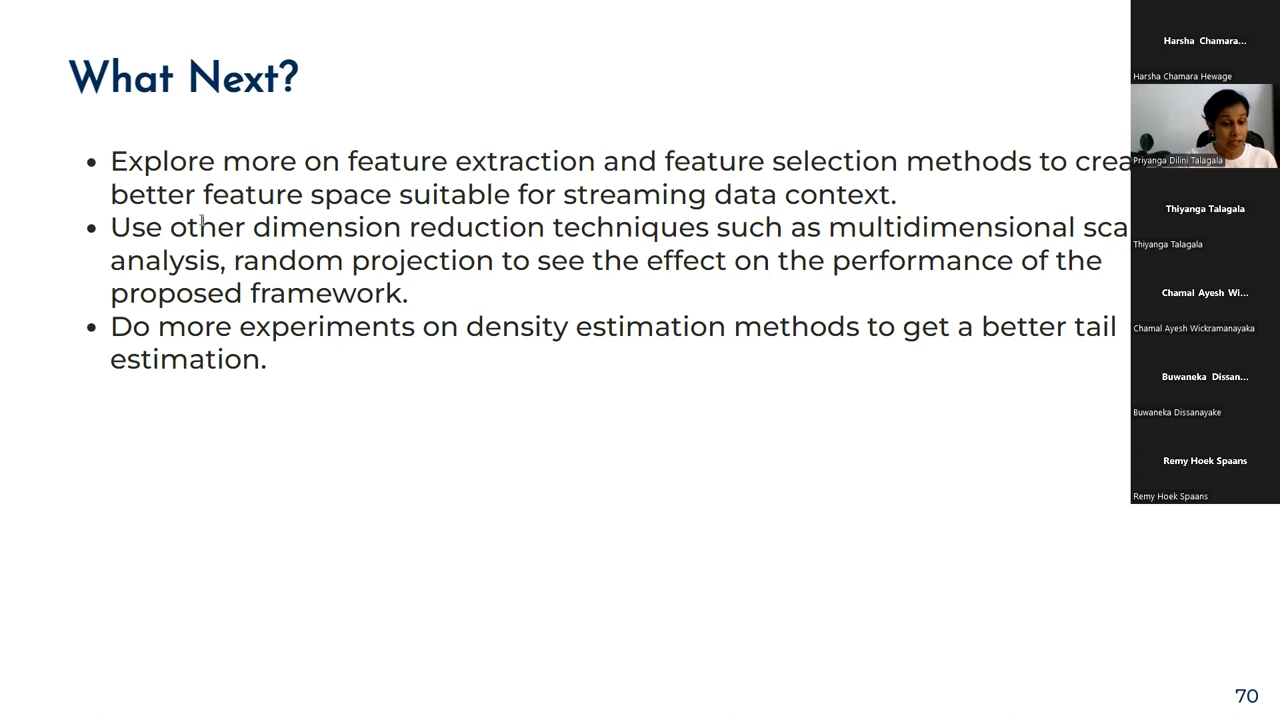 What Next?
• Explore more on feature extraction and feature selection methods to crea
better feature space suitable for streaming data context.
• Use other dimension reduction techniques such as multidimensional sca
analysis, random projection to see the effect on the performance of the
proposed framework.
• Do more experiments on density estimation methods to get a better tail
estimation.
70
Harsha Chamara...
Harsha Chamara Hewage
Priyanga Dilini Talagala
Thiyanga Talagala
Thiyanga Talagala
Chamal Ayesh Wi...
Chamal Ayesh Wickramanayaka
Buwaneka Dissan...
Buwaneka Dissanayake
Remy Hoek Spaans
Remy Hoek Spaans